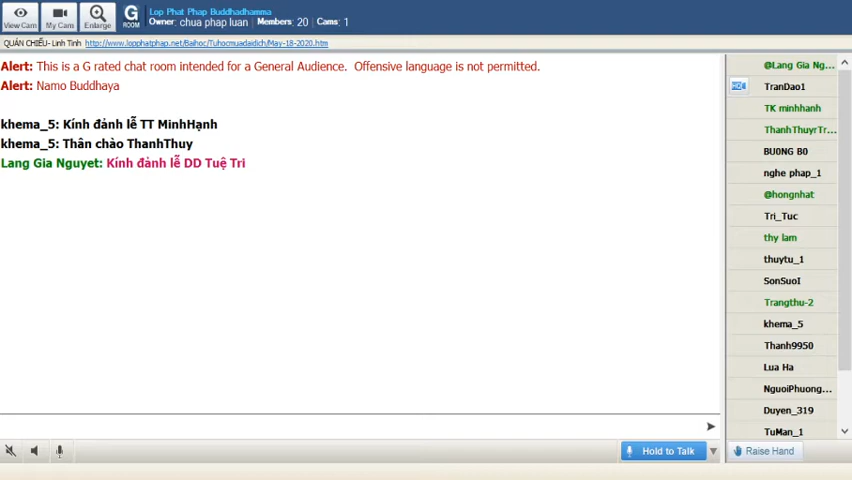 View Cam
My Cam
Enlarge
G
ROOM
Lop Phat Phap Buddhadhamma
Owner: chua phap luan Members: 20 Cams: 1
QUÁN CHIẾU- Linh Tinh http://www.lopphatphap.net/Baihoc/Tuhocmuadaidich/May-18-2020.htm
Alert: This is a G rated chat room intended for a General Audience. Offensive language is not permitted.
Alert: Namo Buddhaya
khema_5: Kính đảnh lễ TT MinhHạnh
khema_5: Thân chào ThanhThuy
Lang Gia Nguyet: Kính đảnh lễ DD Tuệ Tri
@Lang Gia Ng...
TranDao1
TK minhhanh
ThanhThuyrTr...
BU0NG B0
nghe phap_1
@hongnhat
Tri_Tuc
thy lam
thuytu_1
SonSuoI
Trangthu-2
khema_5
Thanh9950
Lua Ha
NguoiPhuong...
Duyen_319
TuMan_1
Hold to Talk
Raise Hand